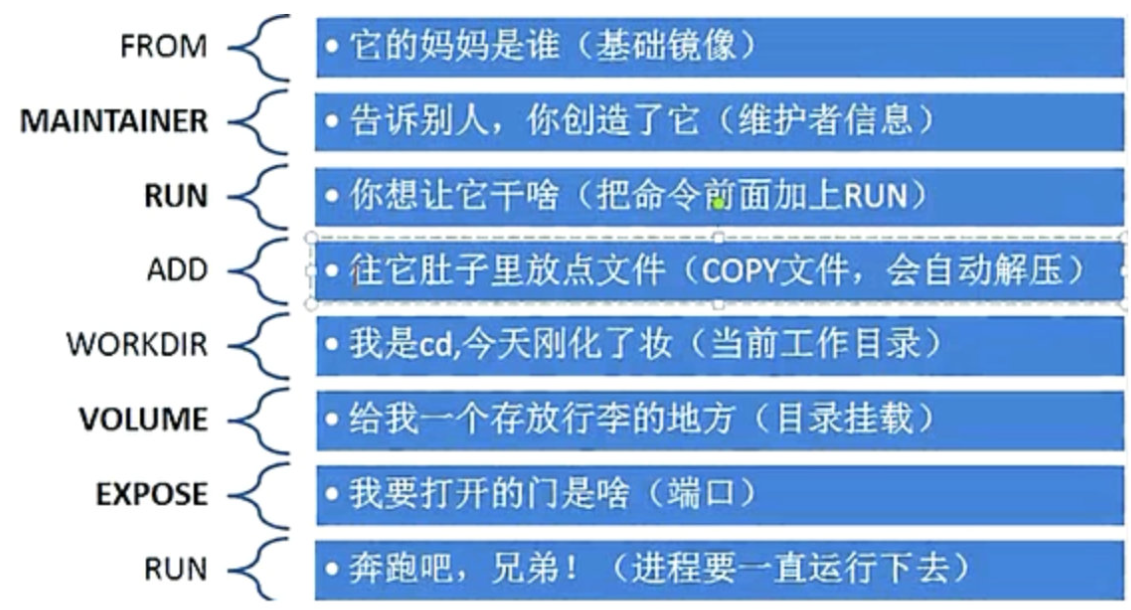 FROM
• 它的妈妈是谁（基础镜像）
MAINTAINER
• 告诉别人，你创造了它（维护者信息）
RUN
• 你想让它干啥（把命令前面加上RUN）
ADD
• 往它肚子里放点文件（COPY文件，会自动解压）
WORKDIR
• 我是cd,今天刚化了妆（当前工作目录）
VOLUME
• 给我一个存放行李的地方（目录挂载）
EXPOSE
• 我要打开的门是啥（端口）
RUN
• 奔跑吧，兄弟！（进程要一直运行下去）